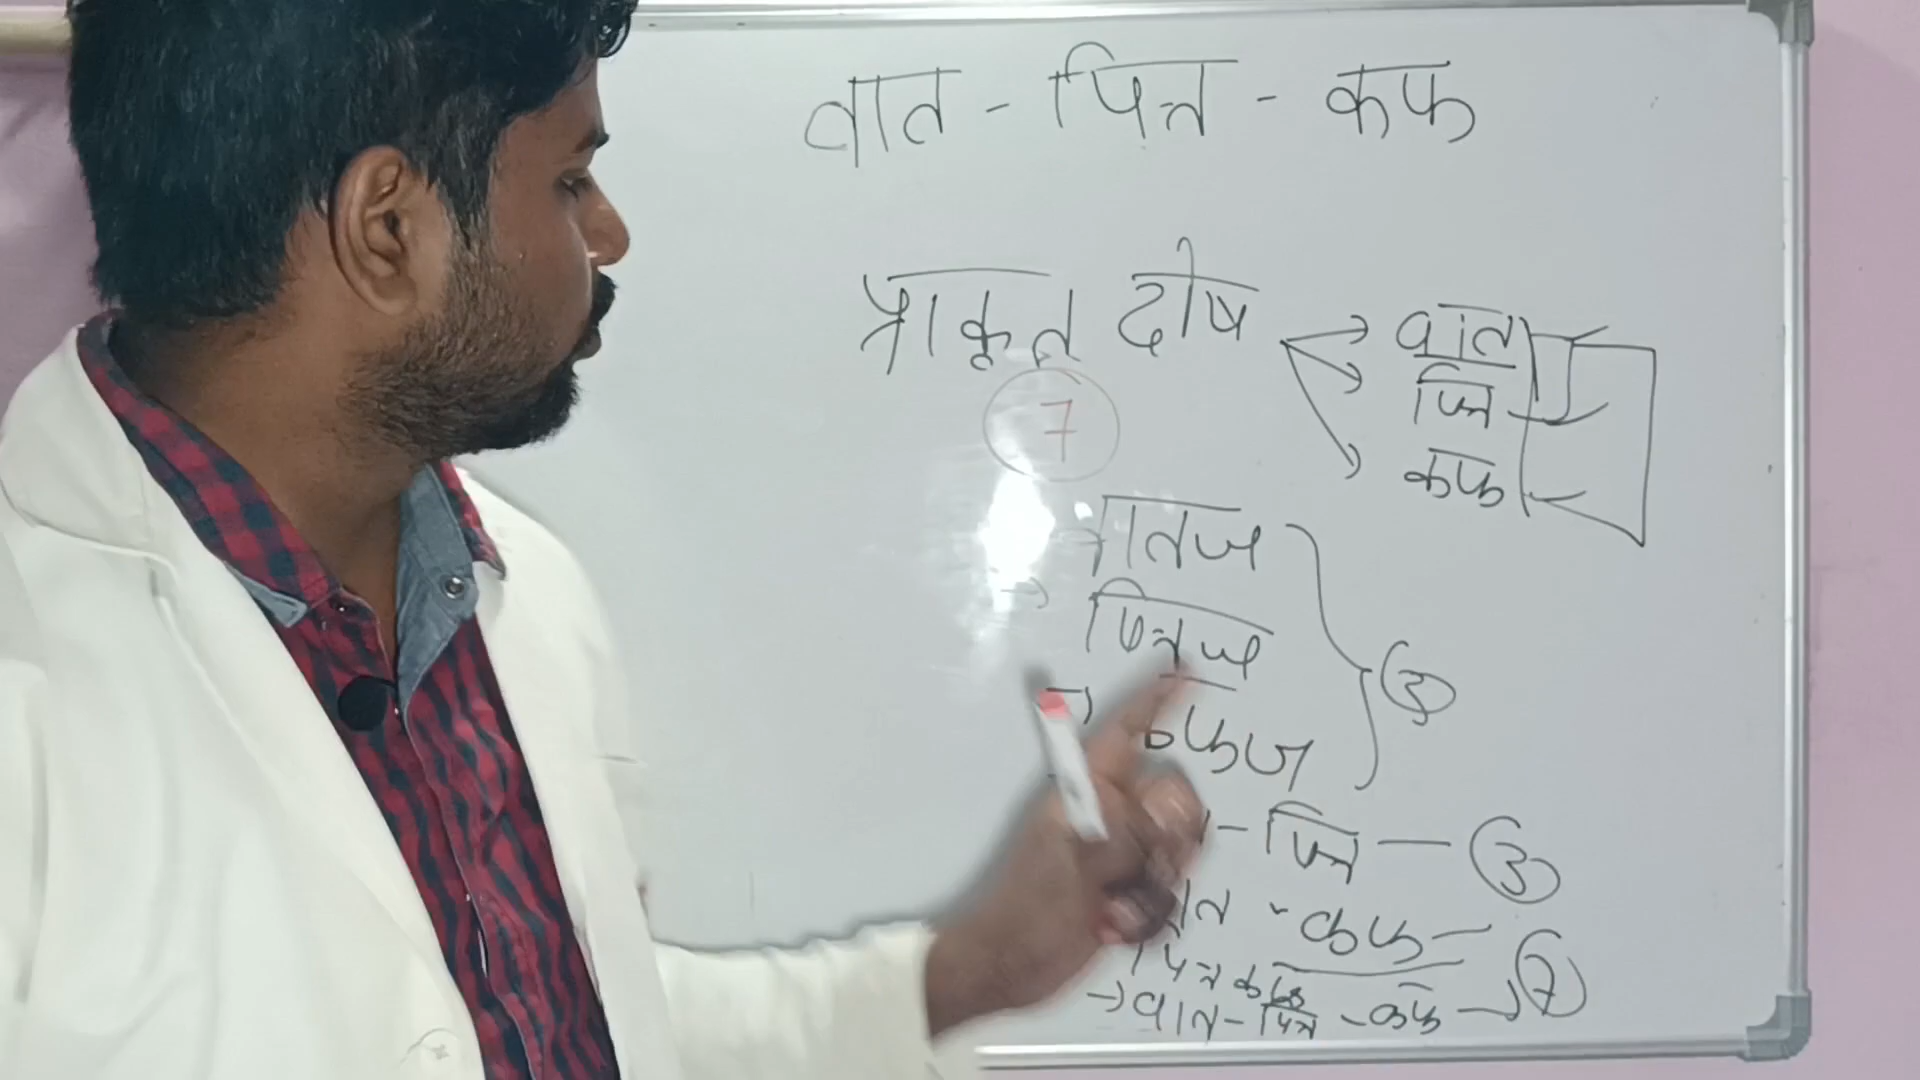 वात - पित्त - कफ
प्राकृत दोष → वात
→ पित्त
→ कफ
7
वातज
→ पित्तज
→ कफज
③
- पित्त — ③
वात - कफ —
पित्त कफ
→ वात - पित्त - कफ → ⑦